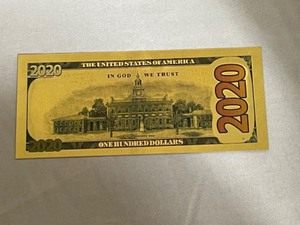 THE UNITED STATES OF AMERICA
2020
IN GOD WE TRUST
2020
2020
ONE HUNDRED DOLLARS